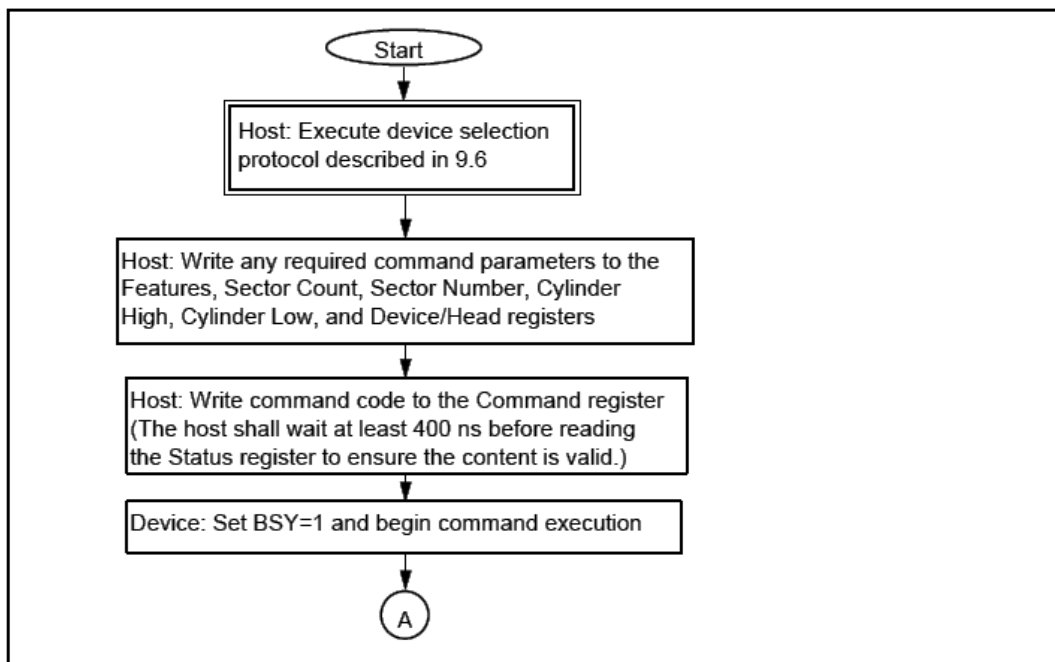 Start
Host: Execute device selection
protocol described in 9.6
Host: Write any required command parameters to the
Features, Sector Count, Sector Number, Cylinder
High, Cylinder Low, and Device/Head registers
Host: Write command code to the Command register
(The host shall wait at least 400 ns before reading
the Status register to ensure the content is valid.)
Device: Set BSY=1 and begin command execution
A